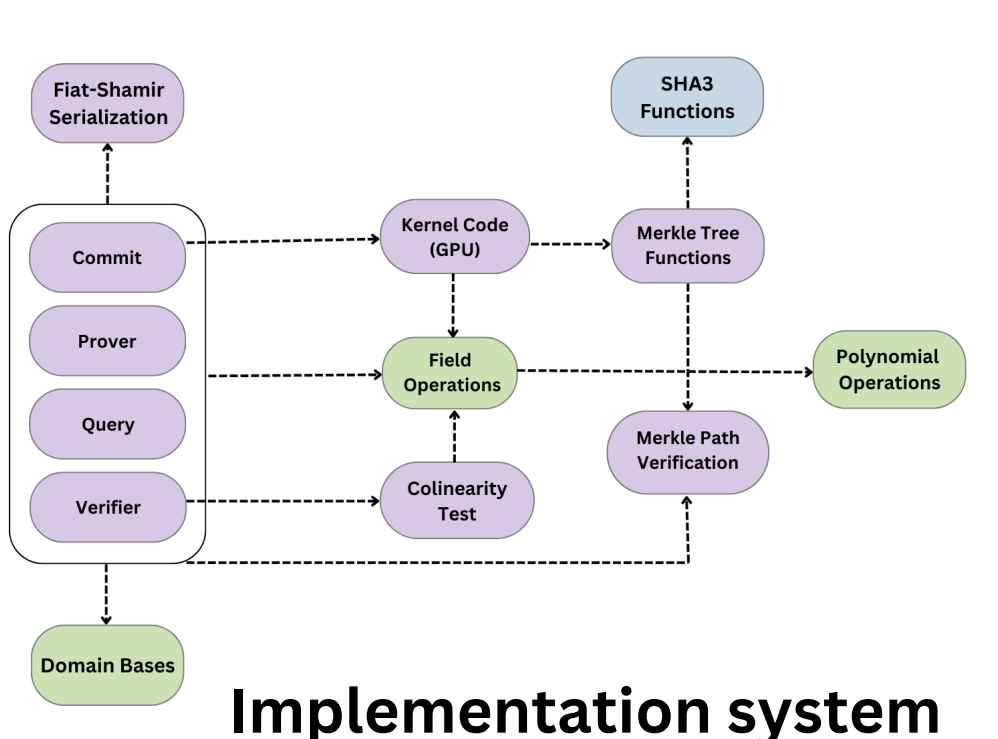 Fiat-Shamir
Serialization
SHA3
Functions
Commit
Kernel Code
(GPU)
Merkle Tree
Functions
Prover
Field
Operations
Polynomial
Operations
Query
Merkle Path
Verification
Verifier
Colinearity
Test
Domain Bases
Implementation system